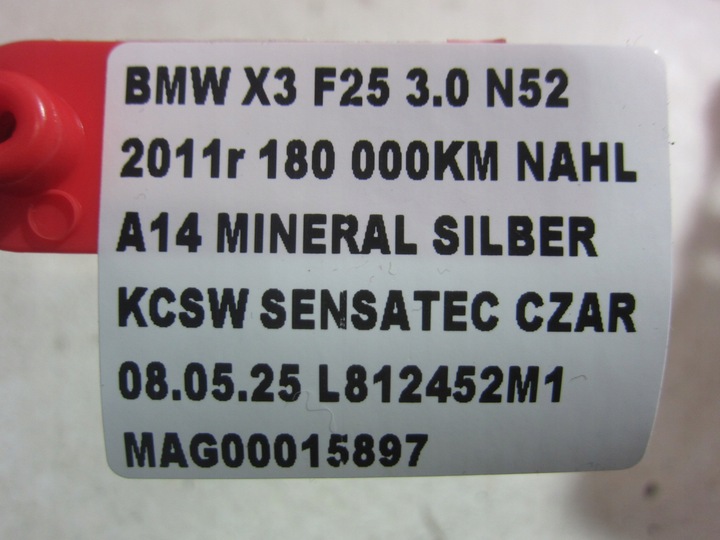 BMW X3 F25 3.0 N52
2011r 180 000KM NAHL
A14 MINERAL SILBER
KCSW SENSATEC CZAR
08.05.25 L812452M1
MAG00015897